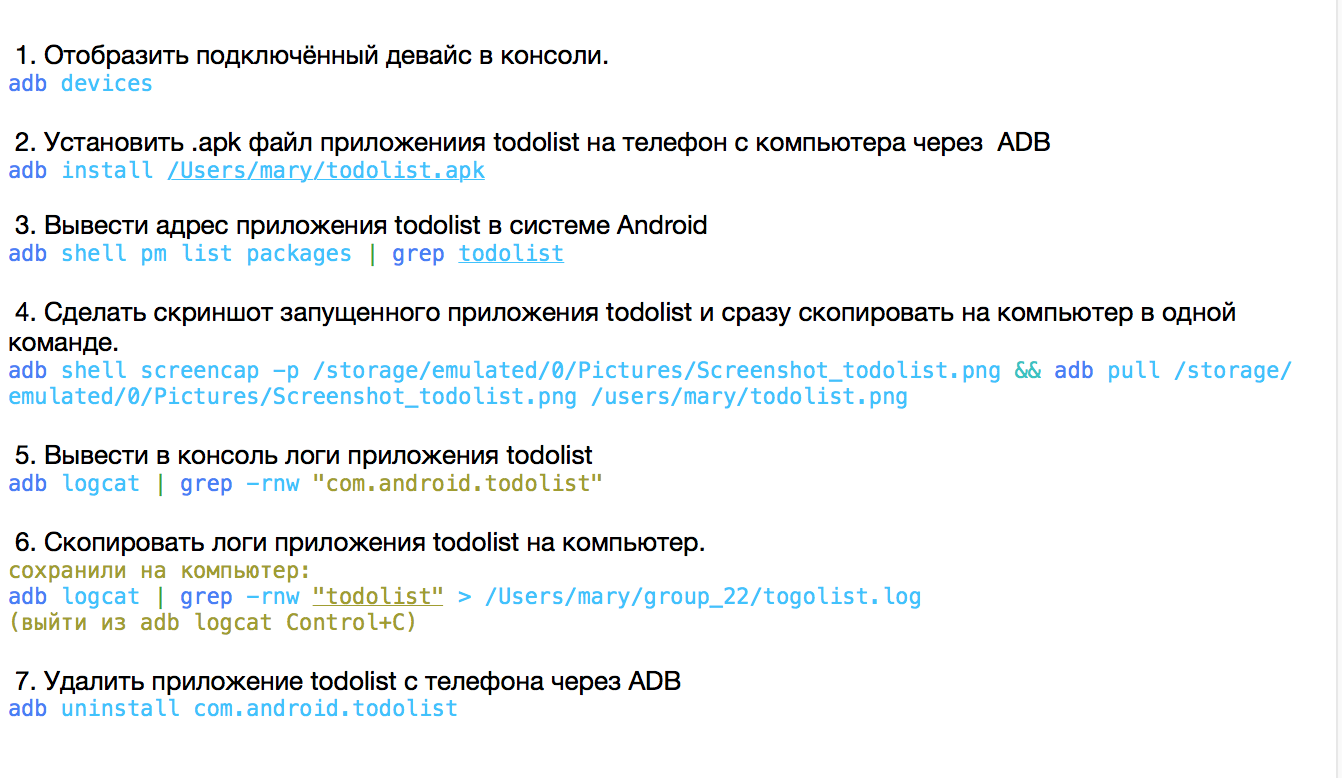 1. Отобразить подключённый девайс в консоли.
adb devices
2. Установить .apk файл приложениия todolist на телефон с компьютера через  ADB
adb install /Users/mary/todolist.apk
3. Вывести адрес приложения todolist в системе Android
adb shell pm list packages | grep todolist
4. Сделать скриншот запущенного приложения todolist и сразу скопировать на компьютер в одной
команде.
adb shell screencap -p /storage/emulated/0/Pictures/Screenshot_todolist.png && adb pull /storage/
emulated/0/Pictures/Screenshot_todolist.png /users/mary/todolist.png
5. Вывести в консоль логи приложения todolist
adb logcat | grep -rnw "com.android.todolist"
6. Скопировать логи приложения todolist на компьютер.
сохранили на компьютер:
adb logcat | grep -rnw "todolist" > /Users/mary/group_22/togolist.log
(выйти из adb logcat Control+C)
7. Удалить приложение todolist с телефона через ADB
adb uninstall com.android.todolist